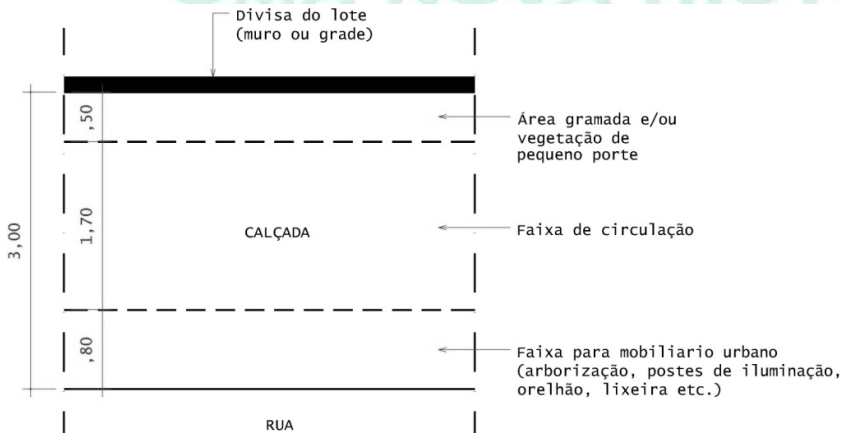 Divisa do lote
(muro ou grade)
,50
Área gramada e/ou
vegetação de
pequeno porte
3,00
1,70
CALÇADA
Faixa de circulação
,80
Faixa para mobiliario urbano
(arborização, postes de iluminação,
orelhão, lixeira etc.)
RUA